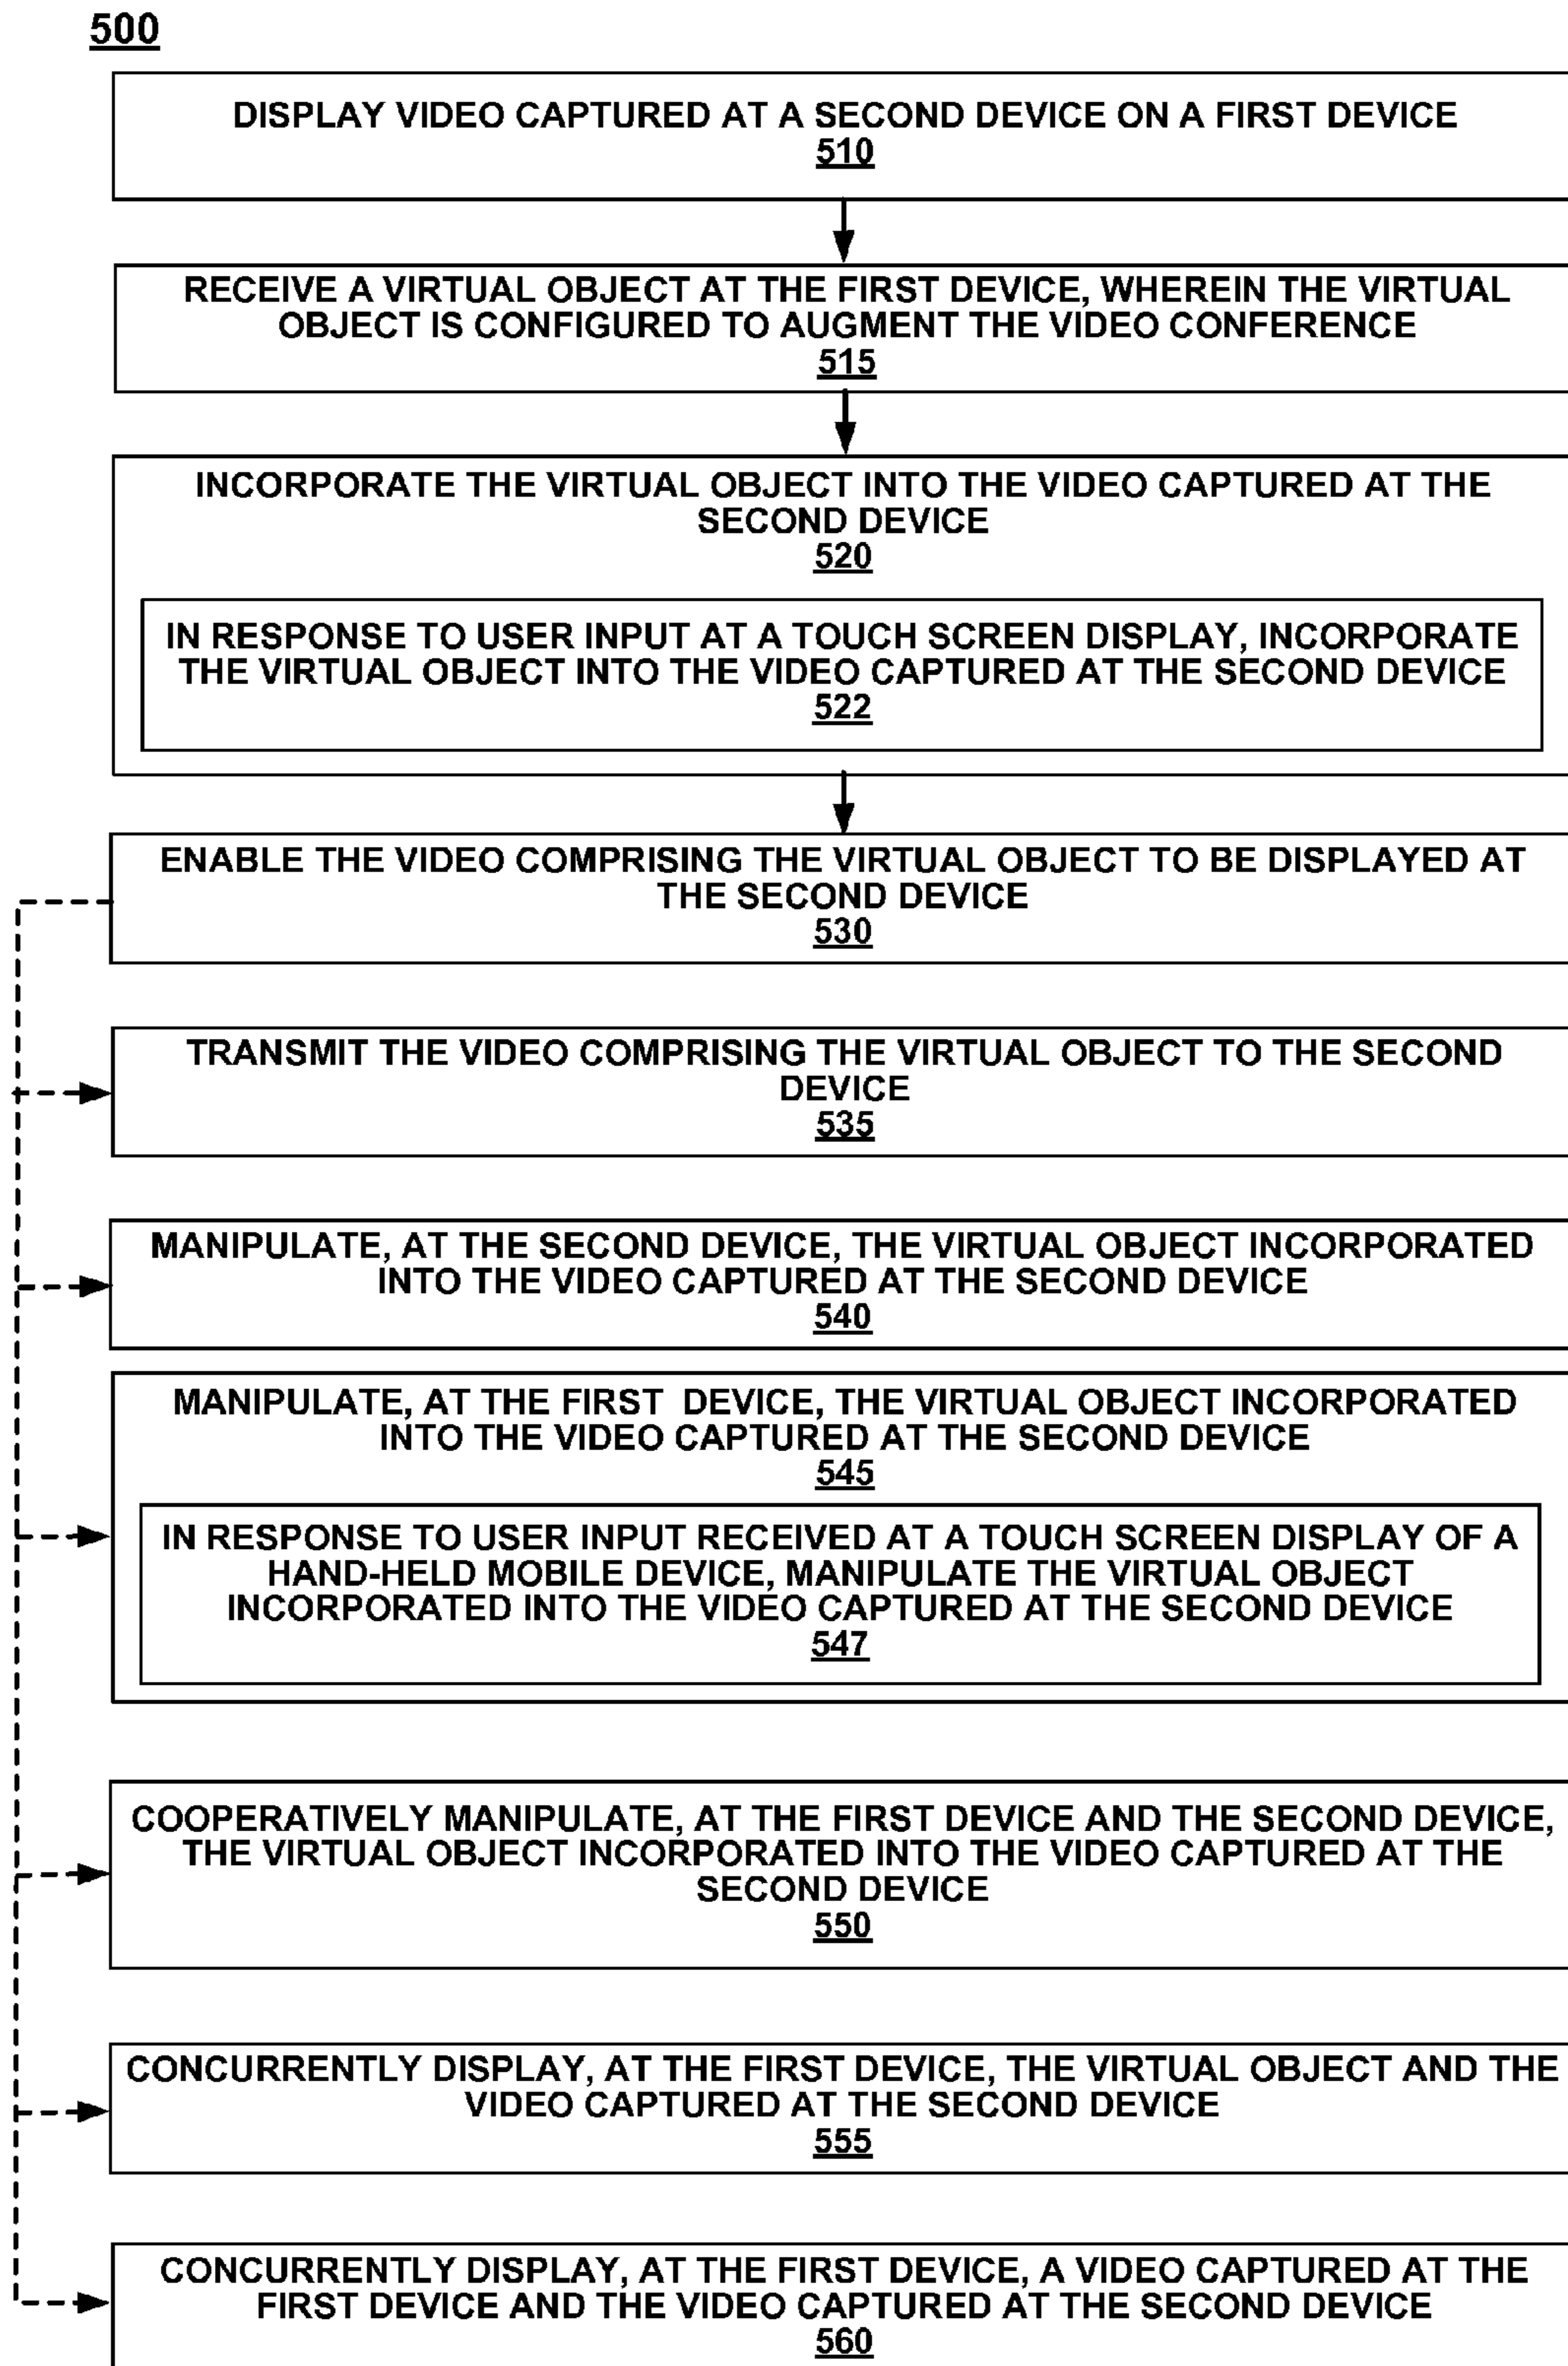 500
DISPLAY VIDEO CAPTURED AT A SECOND DEVICE ON A FIRST DEVICE
510
RECEIVE A VIRTUAL OBJECT AT THE FIRST DEVICE, WHEREIN THE VIRTUAL
OBJECT IS CONFIGURED TO AUGMENT THE VIDEO CONFERENCE
515
INCORPORATE THE VIRTUAL OBJECT INTO THE VIDEO CAPTURED AT THE
SECOND DEVICE
520
IN RESPONSE TO USER INPUT AT A TOUCH SCREEN DISPLAY, INCORPORATE
THE VIRTUAL OBJECT INTO THE VIDEO CAPTURED AT THE SECOND DEVICE
522
ENABLE THE VIDEO COMPRISING THE VIRTUAL OBJECT TO BE DISPLAYED AT
THE SECOND DEVICE
530
TRANSMIT THE VIDEO COMPRISING THE VIRTUAL OBJECT TO THE SECOND
DEVICE
535
MANIPULATE, AT THE SECOND DEVICE, THE VIRTUAL OBJECT INCORPORATED
INTO THE VIDEO CAPTURED AT THE SECOND DEVICE
540
MANIPULATE, AT THE FIRST DEVICE, THE VIRTUAL OBJECT INCORPORATED
INTO THE VIDEO CAPTURED AT THE SECOND DEVICE
545
IN RESPONSE TO USER INPUT RECEIVED AT A TOUCH SCREEN DISPLAY OF A
HAND-HELD MOBILE DEVICE, MANIPULATE THE VIRTUAL OBJECT
INCORPORATED INTO THE VIDEO CAPTURED AT THE SECOND DEVICE
547
COOPERATIVELY MANIPULATE, AT THE FIRST DEVICE AND THE SECOND DEVICE,
THE VIRTUAL OBJECT INCORPORATED INTO THE VIDEO CAPTURED AT THE
SECOND DEVICE
550
CONCURRENTLY DISPLAY, AT THE FIRST DEVICE, THE VIRTUAL OBJECT AND THE
VIDEO CAPTURED AT THE SECOND DEVICE
555
CONCURRENTLY DISPLAY, AT THE FIRST DEVICE, A VIDEO CAPTURED AT THE
FIRST DEVICE AND THE VIDEO CAPTURED AT THE SECOND DEVICE
560